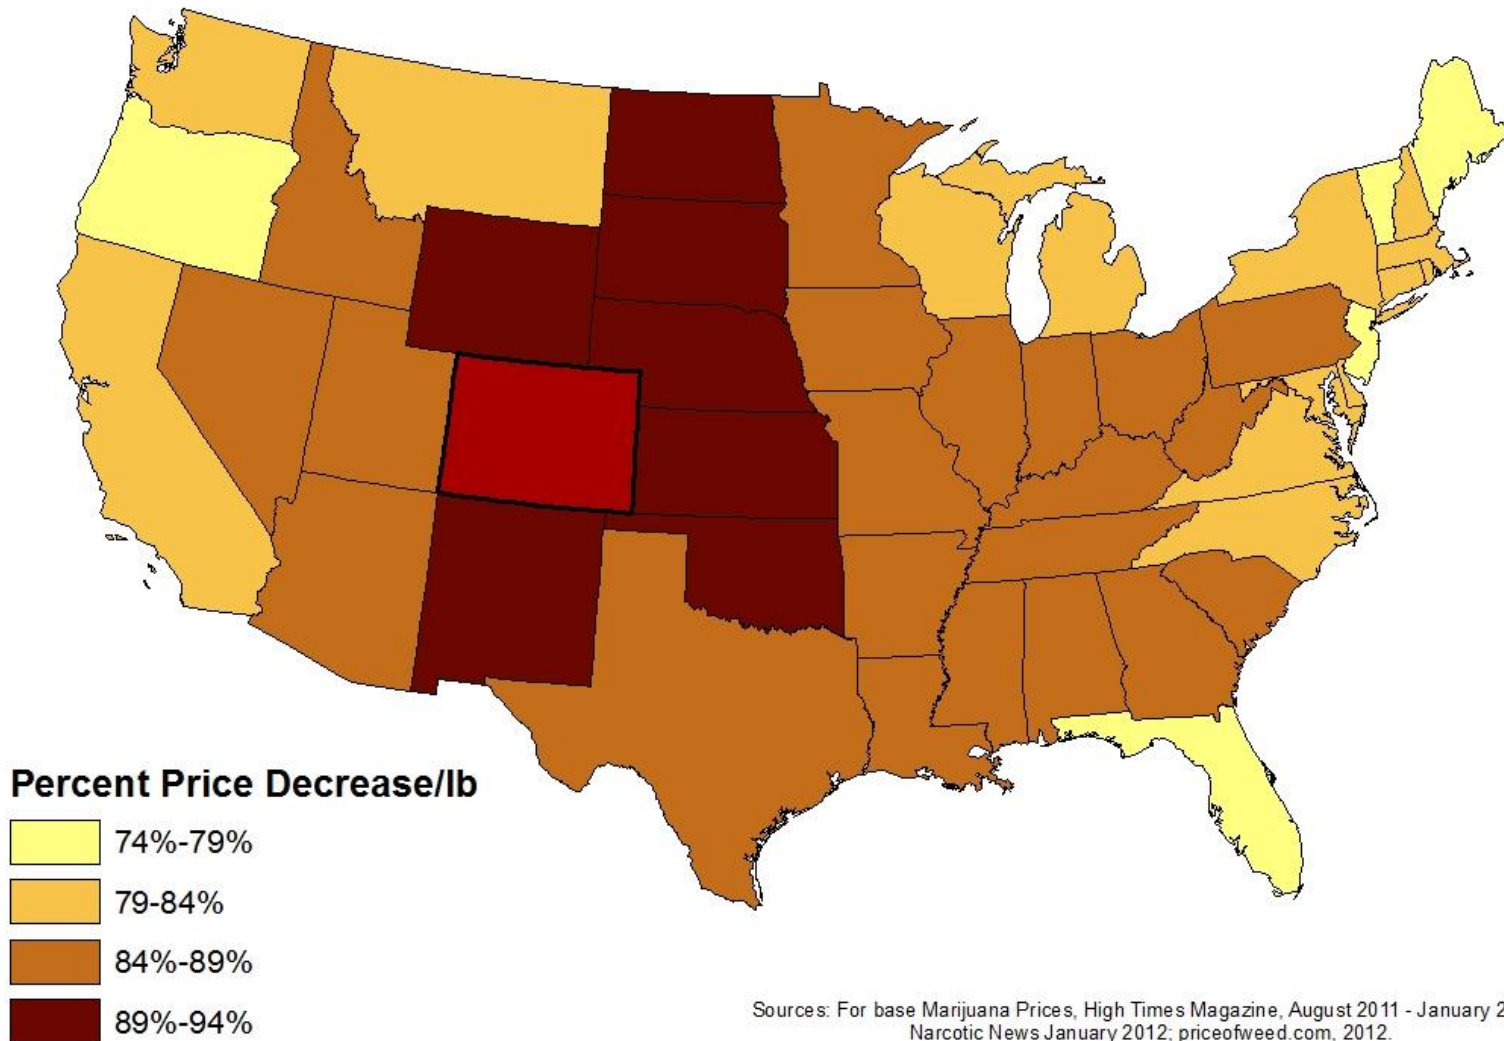 Percent Price Decrease/lb
74%-79%
79-84%
84%-89%
89%-94%
Sources: For base Marijuana Prices, High Times Magazine, August 2011 - January 2
Narcotic News January 2012; priceofweed.com, 2012.